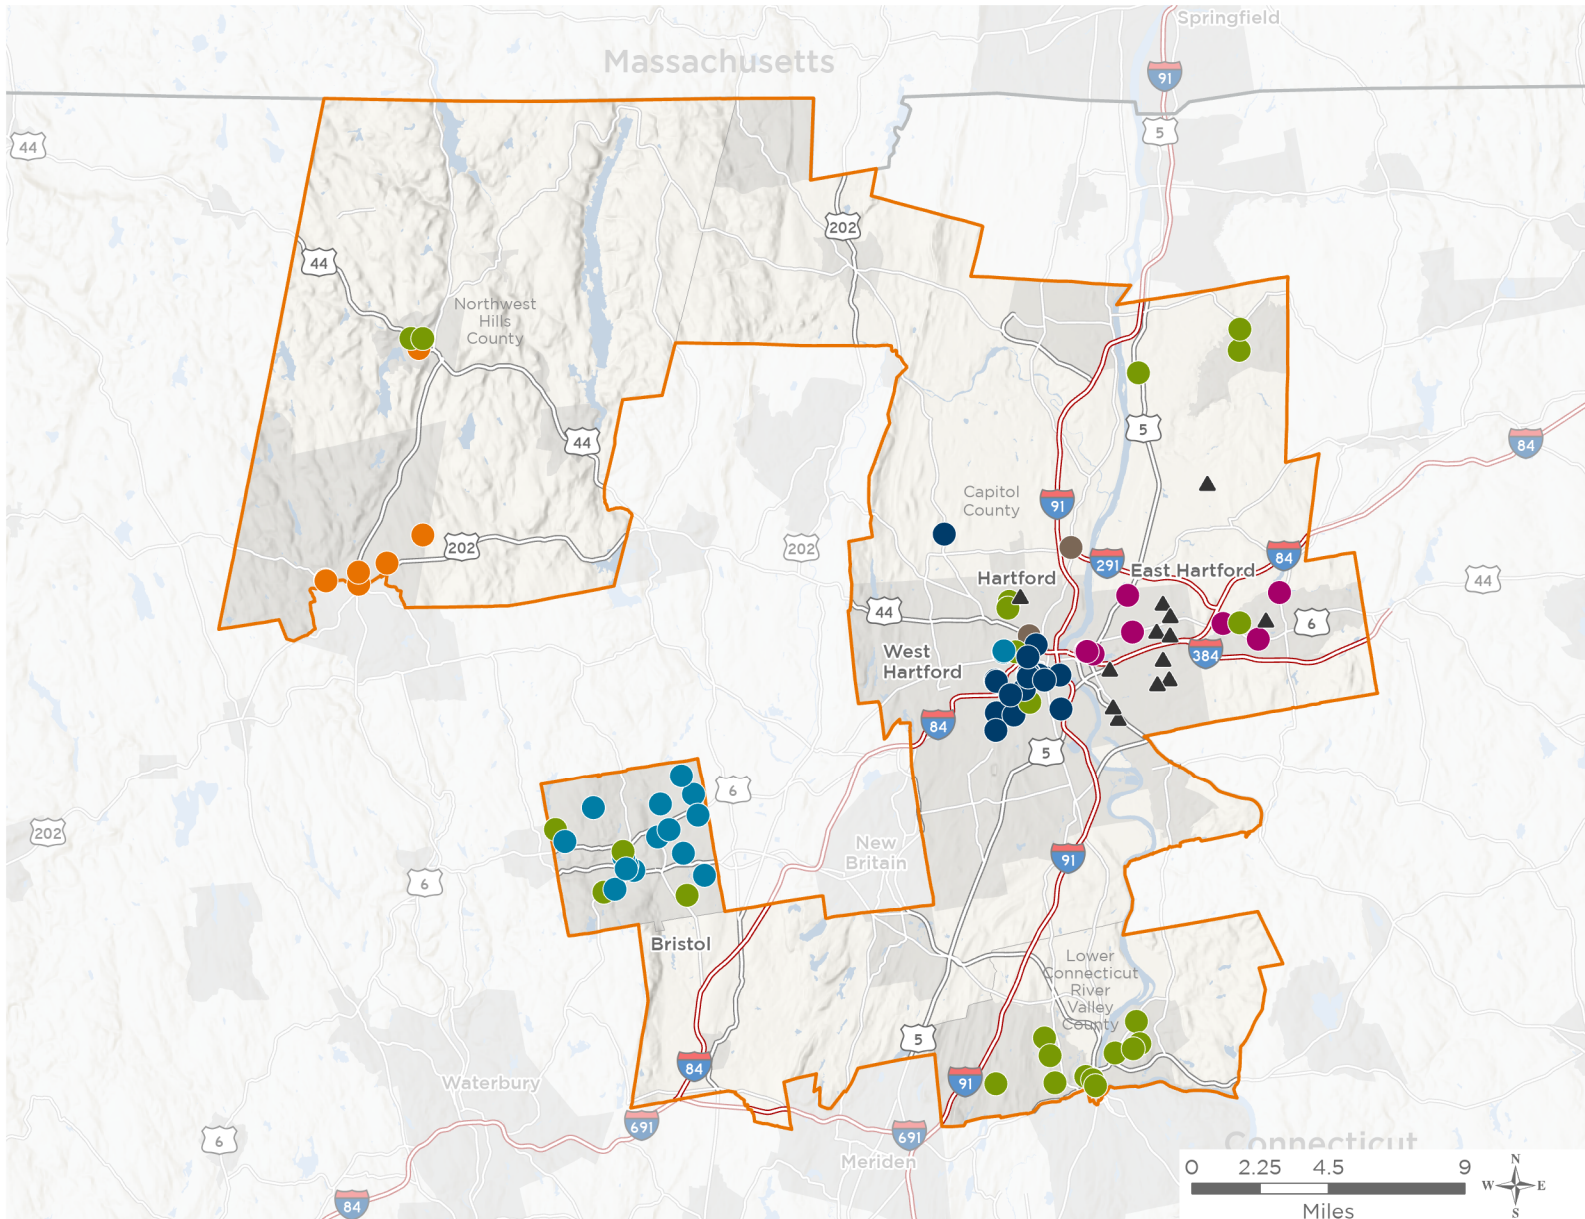 Springfield
Massachusetts
91
5
44
202
44
Northwest
Hills
County
5
44
84
Capitol
County
91
202
202
291
84
Hartford
East Hartford
44
44
6
West
Hartford
384
84
5
6
202
New
Britain
91
6
Bristol
Lower
Connecticut
River
Valley
County
5
84
91
Waterbury
691
691
6
Connecticut
Meriden
84
0 2.25 4.5 9
Miles
N
W E
S